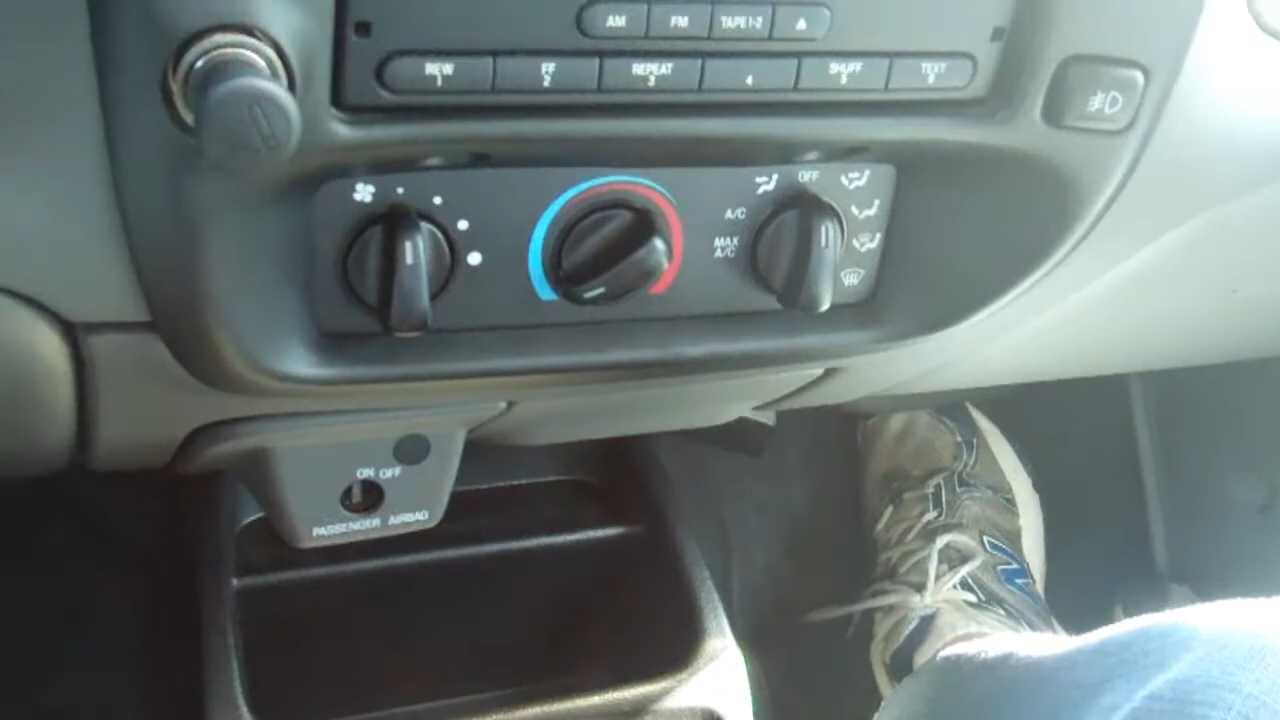 AM FM TAPE 1-2
REW FF REPEAT SHUFF TEXT
1 2 3 4 5 6
OFF
A/C
MAX
A/C
ON OFF
PASSENGER AIRBAG
N